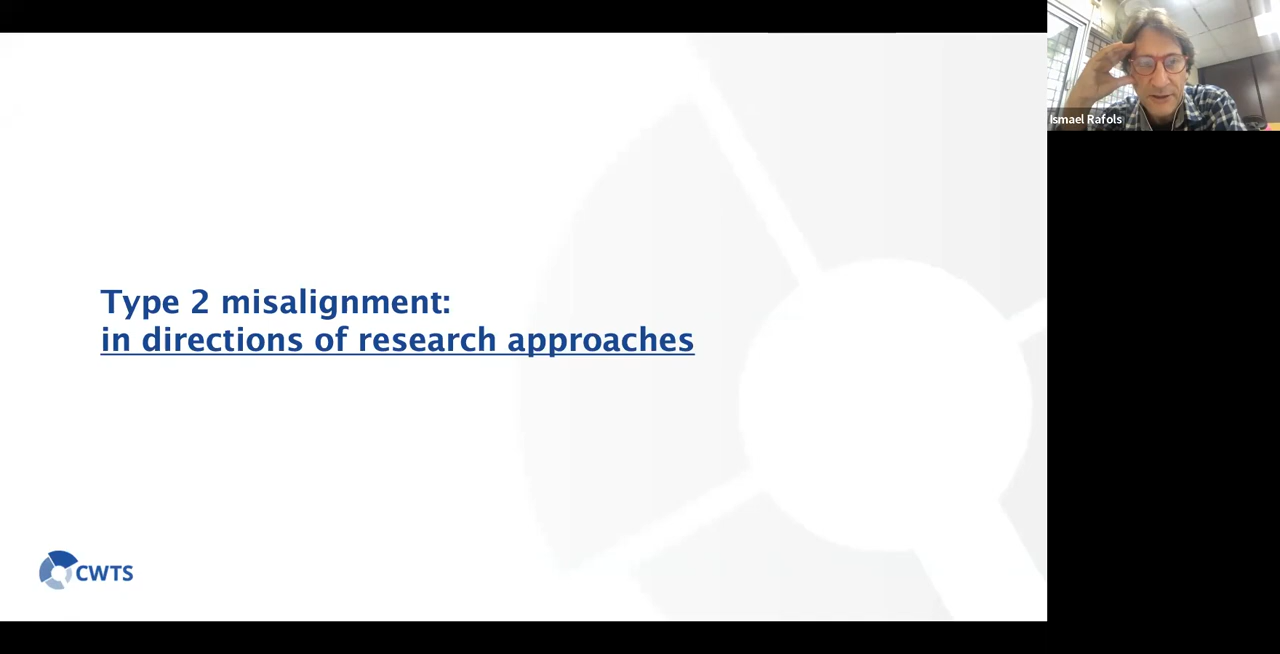 Type 2 misalignment:
in directions of research approaches
CWTS
Ismael Rafols